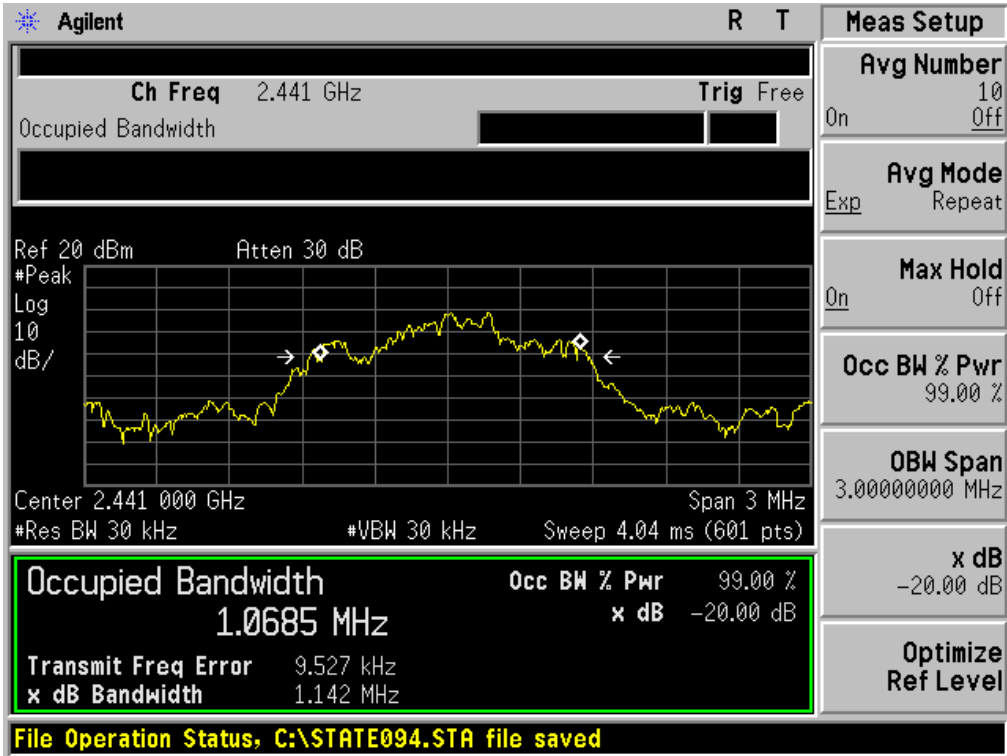 Agilent R T
Ch Freq 2.441 GHz Trig Free
Occupied Bandwidth
Ref 20 dBm Atten 30 dB
#Peak
Log
10
dB/
Center 2.441 000 GHz Span 3 MHz
#Res BW 30 kHz #VBW 30 kHz Sweep 4.04 ms (601 pts)
Occupied Bandwidth Occ BW % Pwr 99.00 %
1.0685 MHz x dB -20.00 dB
Transmit Freq Error 9.527 kHz
x dB Bandwidth 1.142 MHz
File Operation Status, C:\STATE094.STA file saved
Meas Setup
Avg Number
10
On Off
Avg Mode
Exp Repeat
Max Hold
On Off
Occ BW % Pwr
99.00 %
OBW Span
3.00000000 MHz
x dB
-20.00 dB
Optimize
Ref Level